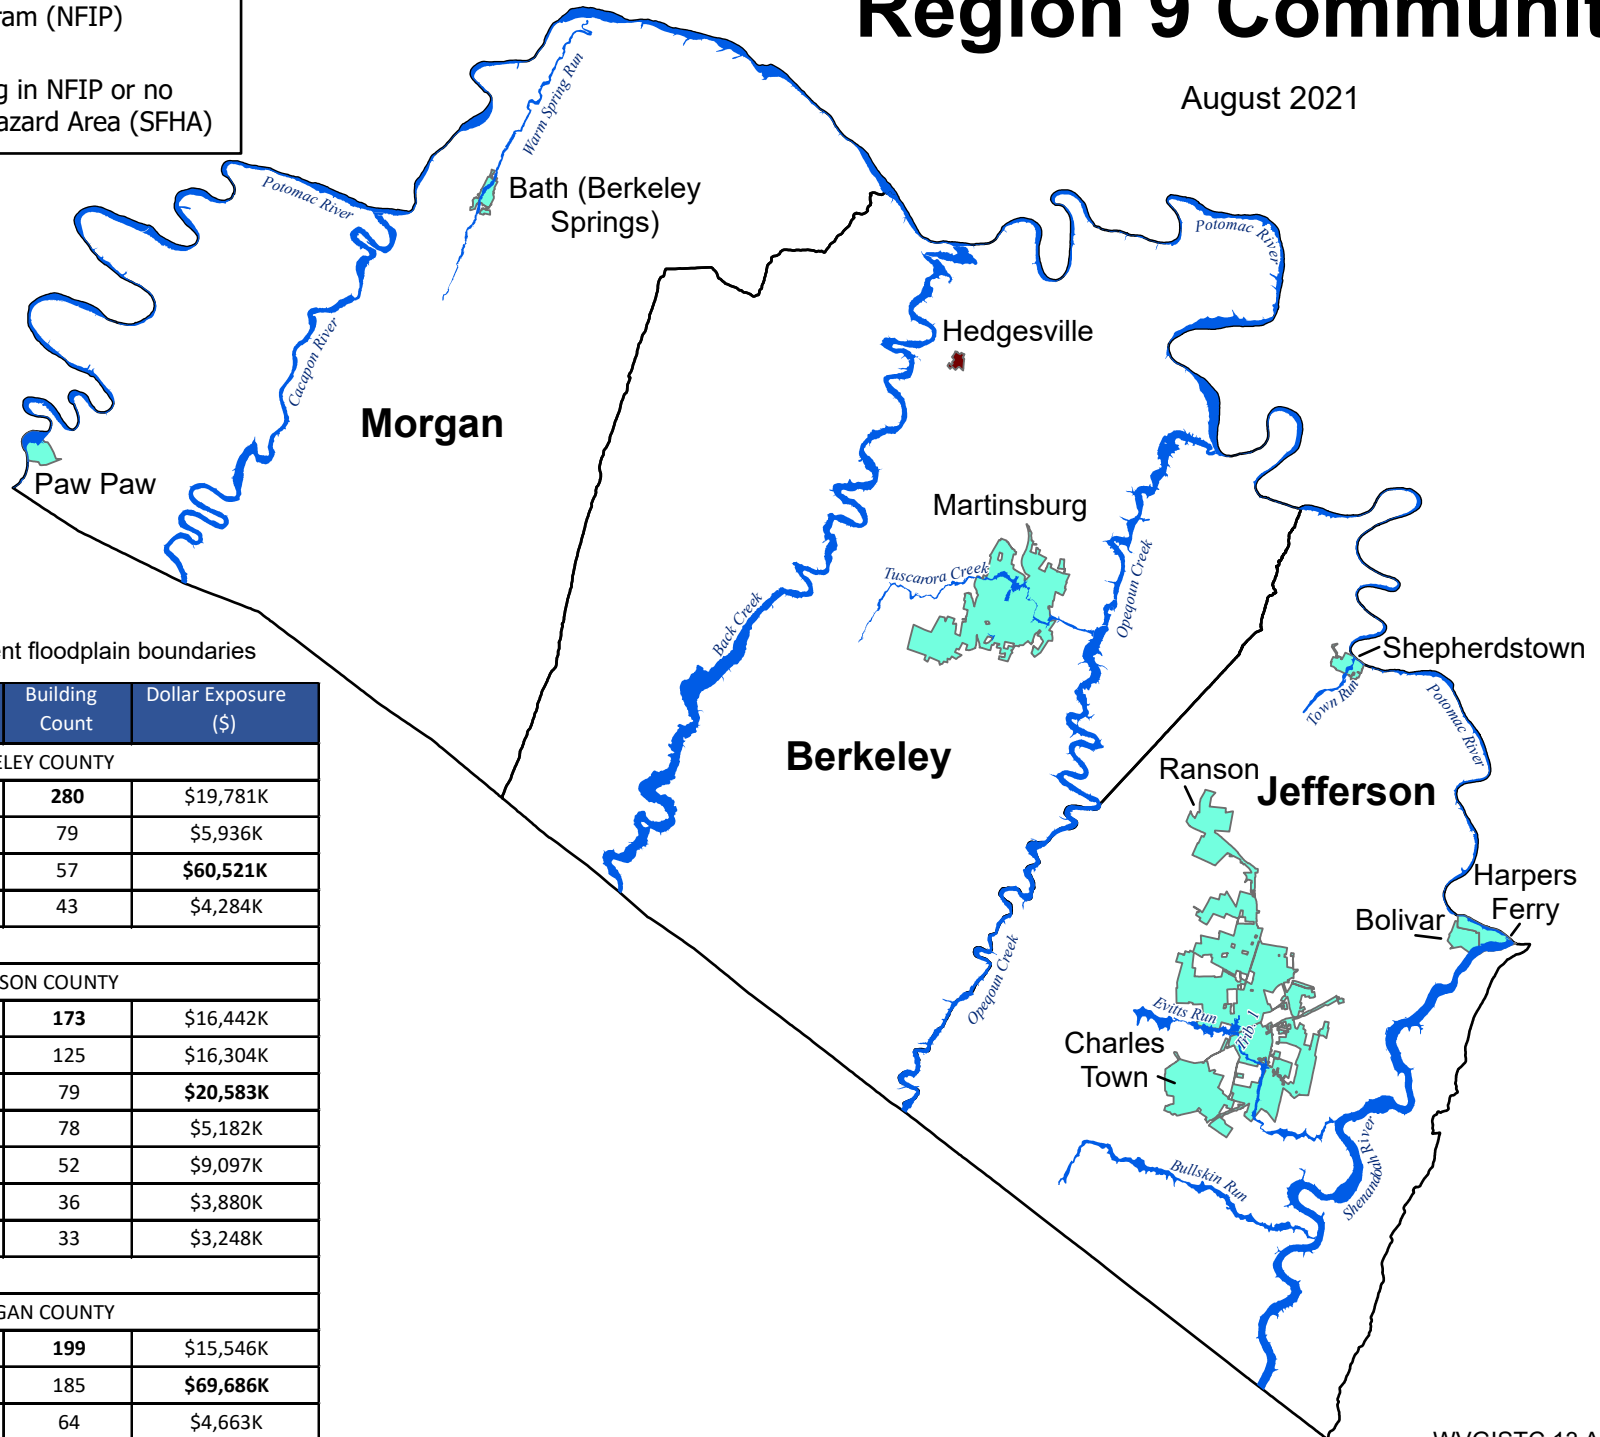 Region 9 Communit
August 2021
ram (NFIP)
g in NFIP or no
azard Area (SFHA)
Potomac River
Warm Spring Run
Bath (Berkeley
Springs)
Potomac River
Cacapon River
Hedgesville
Morgan
Paw Paw
Martinsburg
Tuscarora Creek
Opeqoun Creek
Back Creek
Shepherdstown
Town Run
Potomac River
Berkeley
Ranson
Jefferson
Harpers
Ferry
Bolivar
Opeqoun Creek
Evitts Run
Trib. 1
Charles
Town
Shenandoah River
Bullskin Run
nt floodplain boundaries
Building Count Dollar Exposure ($)
LEY COUNTY
280 $19,781K
79 $5,936K
57 $60,521K
43 $4,284K
SON COUNTY
173 $16,442K
125 $16,304K
79 $20,583K
78 $5,182K
52 $9,097K
36 $3,880K
33 $3,248K
GAN COUNTY
199 $15,546K
185 $69,686K
64 $4,663K